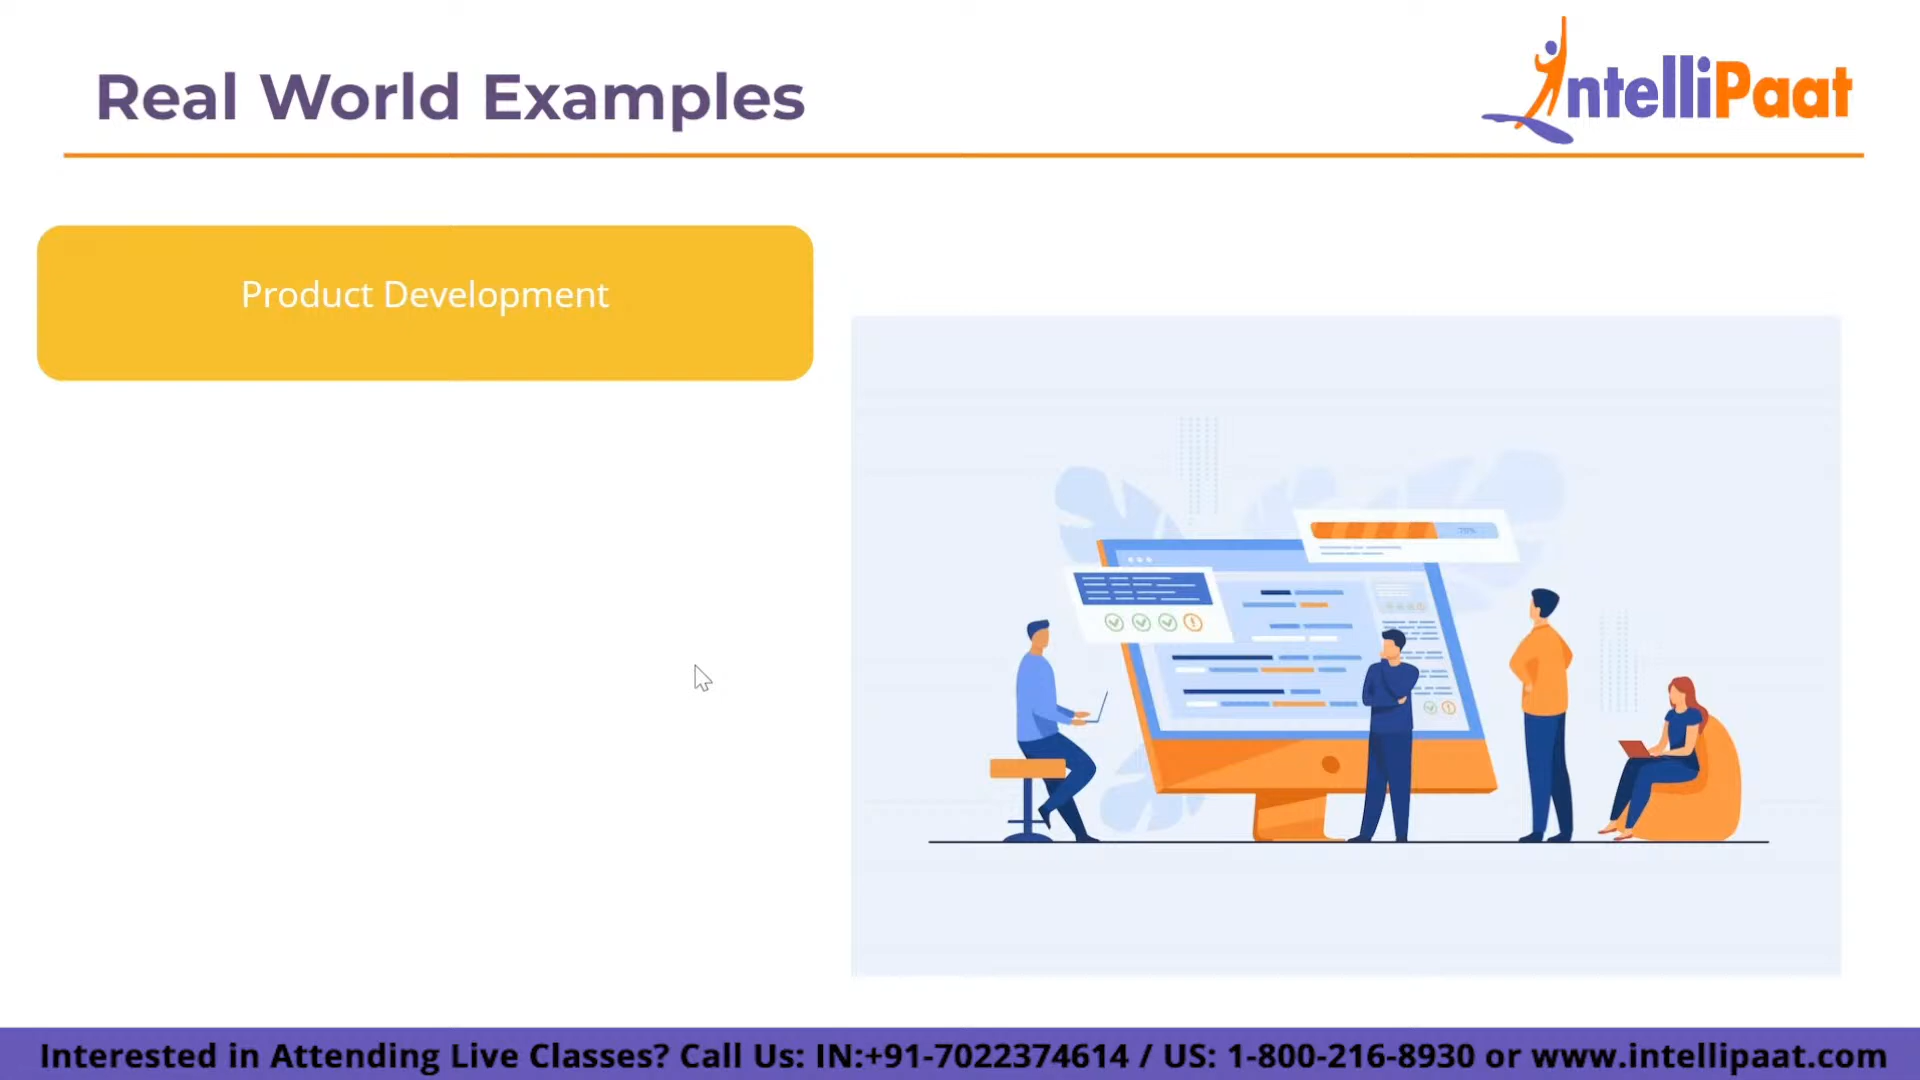 Real World Examples
IntelliPaat
Product Development
Interested in Attending Live Classes? Call Us: IN:+91-7022374614 / US: 1-800-216-8930 or www.intellipaat.com